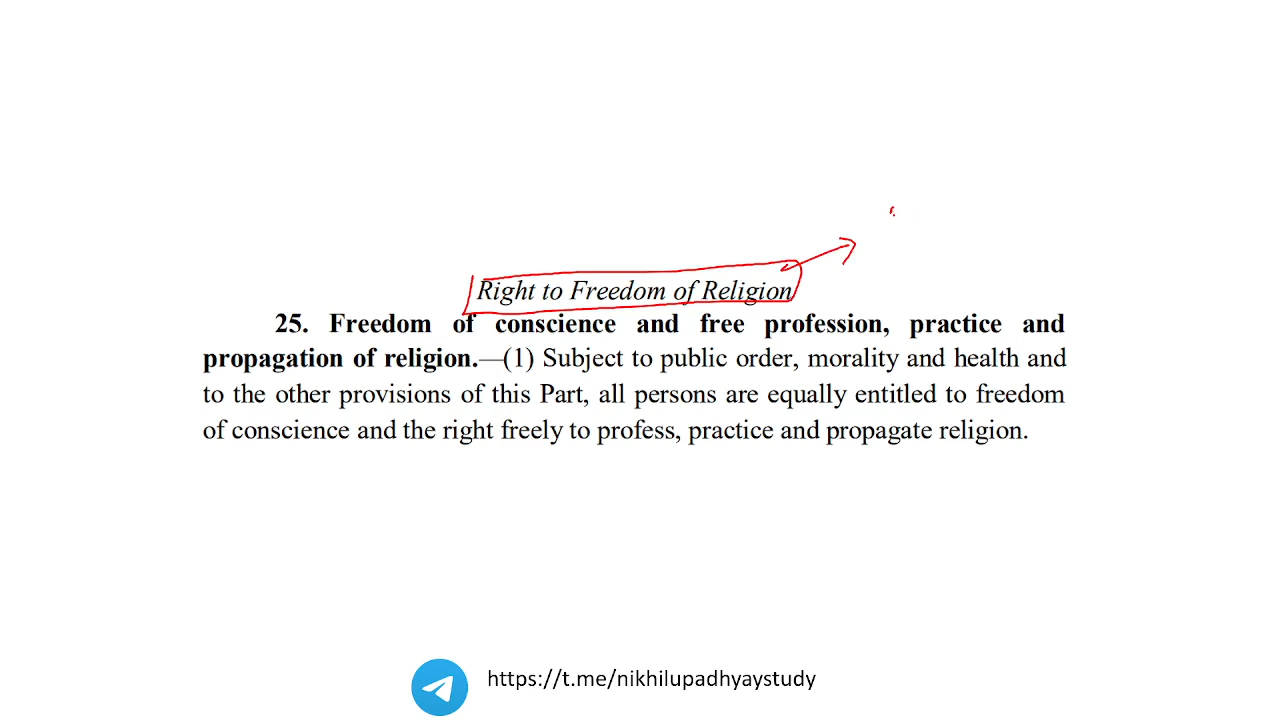 Right to Freedom of Religion
25. Freedom of conscience and free profession, practice and
propagation of religion.—(1) Subject to public order, morality and health and
to the other provisions of this Part, all persons are equally entitled to freedom
of conscience and the right freely to profess, practice and propagate religion.
https://t.me/nikhilupadhyaystudy